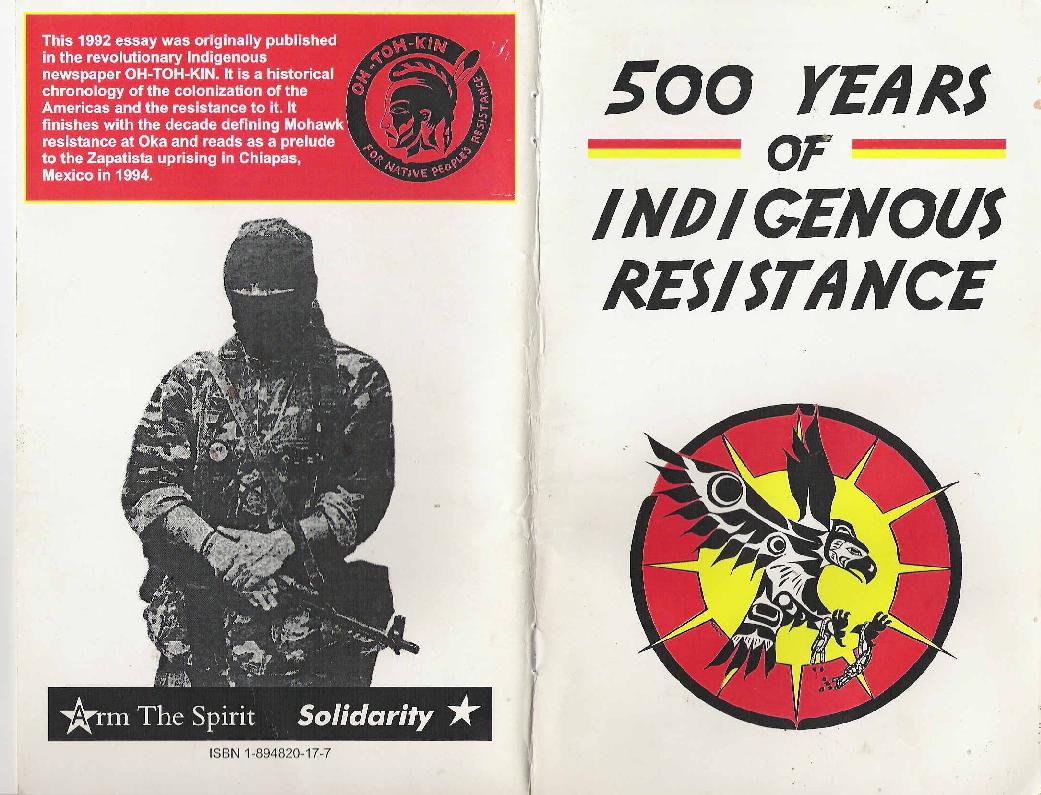 This 1992 essay was originally published
in the revolutionary Indigenous
newspaper OH-TOH-KIN. It is a historical
chronology of the colonization of the
Americas and the resistance to it. It
finishes with the decade defining Mohawk
resistance at Oka and reads as a prelude
to the Zapatista uprising in Chiapas,
Mexico in 1994.
OH-TOH-KIN
FOR NATIVE PEOPLE'S RESISTANCE
Arm The Spirit
Solidarity
ISBN 1-894820-17-7
500 YEARS
OF
INDIGENOUS
RESISTANCE